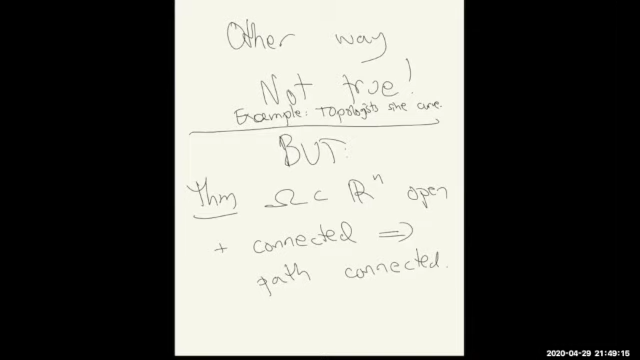 Other way
Not true!
Example: Topologists sine curve.
BUT:
Thm Ω ⊂ ℝⁿ open
+ connected ⇒
path connected.
2020-04-29 21:49:15